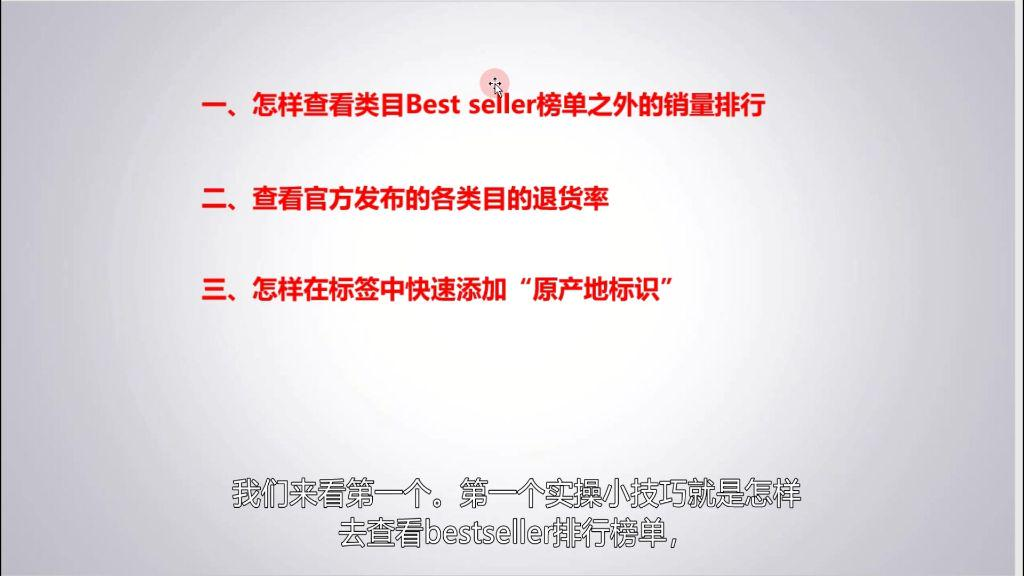 一、怎样查看类目Best seller榜单之外的销量排行
二、查看官方发布的各类目的退货率
三、怎样在标签中快速添加“原产地标识”
我们来看第一个。第一个实操小技巧就是怎样
去查看bestseller排行榜单，